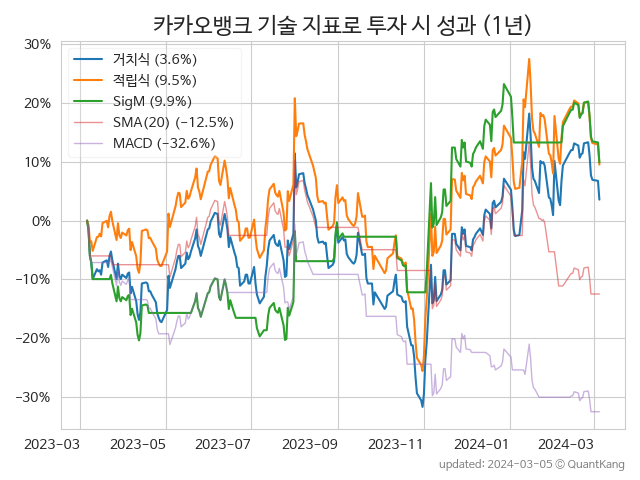 카카오뱅크 기술 지표로 투자 시 성과 (1년)
30%
20%
10%
0%
−10%
−20%
−30%
거치식 (3.6%)
적립식 (9.5%)
SigM (9.9%)
SMA(20) (−12.5%)
MACD (−32.6%)
2023-03
2023-05
2023-07
2023-09
2023-11
2024-01
2024-03
updated: 2024-03-05 © QuantKang